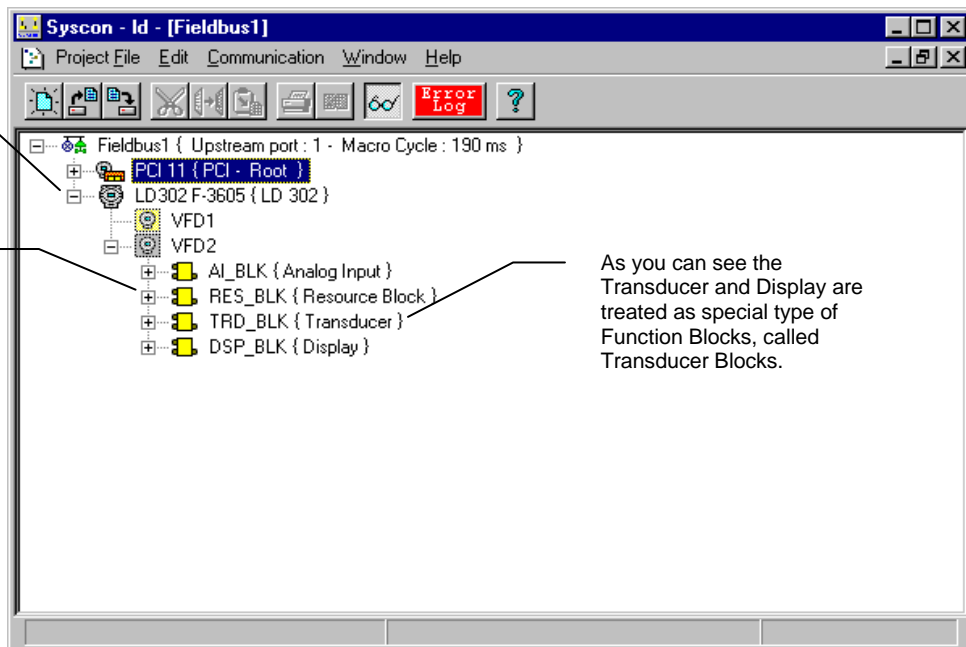 Syscon - Id - [Fieldbus1]
Project File Edit Communication Window Help
Error
Log
?
Fieldbus1 { Upstream port : 1 - Macro Cycle : 190 ms }
PCI 11 { PCI - Root }
LD302 F-3605 { LD 302 }
VFD1
VFD2
AI_BLK { Analog Input }
RES_BLK { Resource Block }
TRD_BLK { Transducer }
DSP_BLK { Display }
As you can see the
Transducer and Display are
treated as special type of
Function Blocks, called
Transducer Blocks.